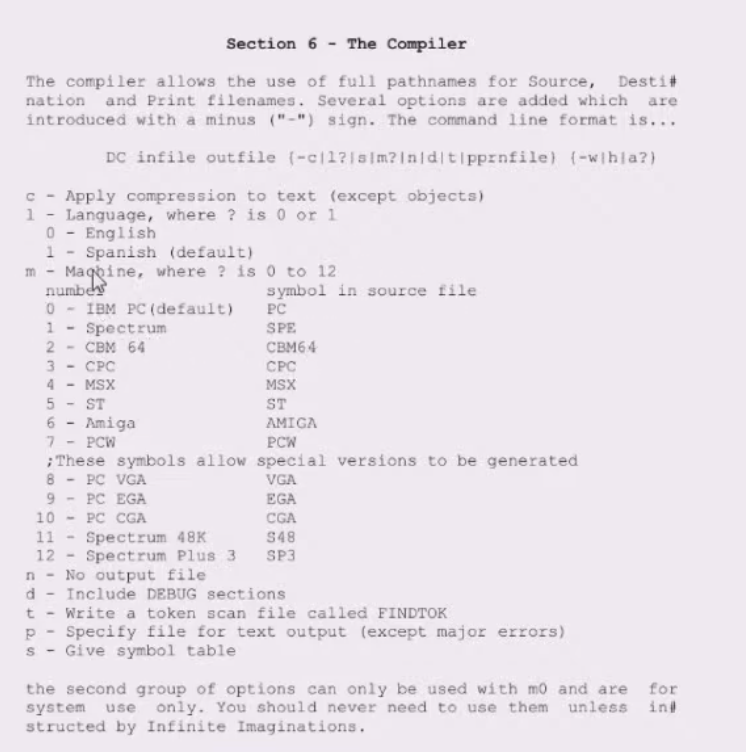 Section 6 - The Compiler
The compiler allows the use of full pathnames for Source, Desti#
nation and Print filenames. Several options are added which are
introduced with a minus ("-") sign. The command line format is...
DC infile outfile {-c|l?|s|m?|n|d|t|pprnfile} {-w|h|a?}
c - Apply compression to text (except objects)
l - Language, where ? is 0 or 1
0 - English
1 - Spanish (default)
m - Machine, where ? is 0 to 12
number symbol in source file
0 - IBM PC(default) PC
1 - Spectrum SPE
2 - CBM 64 CBM64
3 - CPC CPC
4 - MSX MSX
5 - ST ST
6 - Amiga AMIGA
7 - PCW PCW
;These symbols allow special versions to be generated
8 - PC VGA VGA
9 - PC EGA EGA
10 - PC CGA CGA
11 - Spectrum 48K S48
12 - Spectrum Plus 3 SP3
n - No output file
d - Include DEBUG sections
t - Write a token scan file called FINDTOK
p - Specify file for text output (except major errors)
s - Give symbol table
the second group of options can only be used with m0 and are for
system use only. You should never need to use them unless in#
structed by Infinite Imaginations.